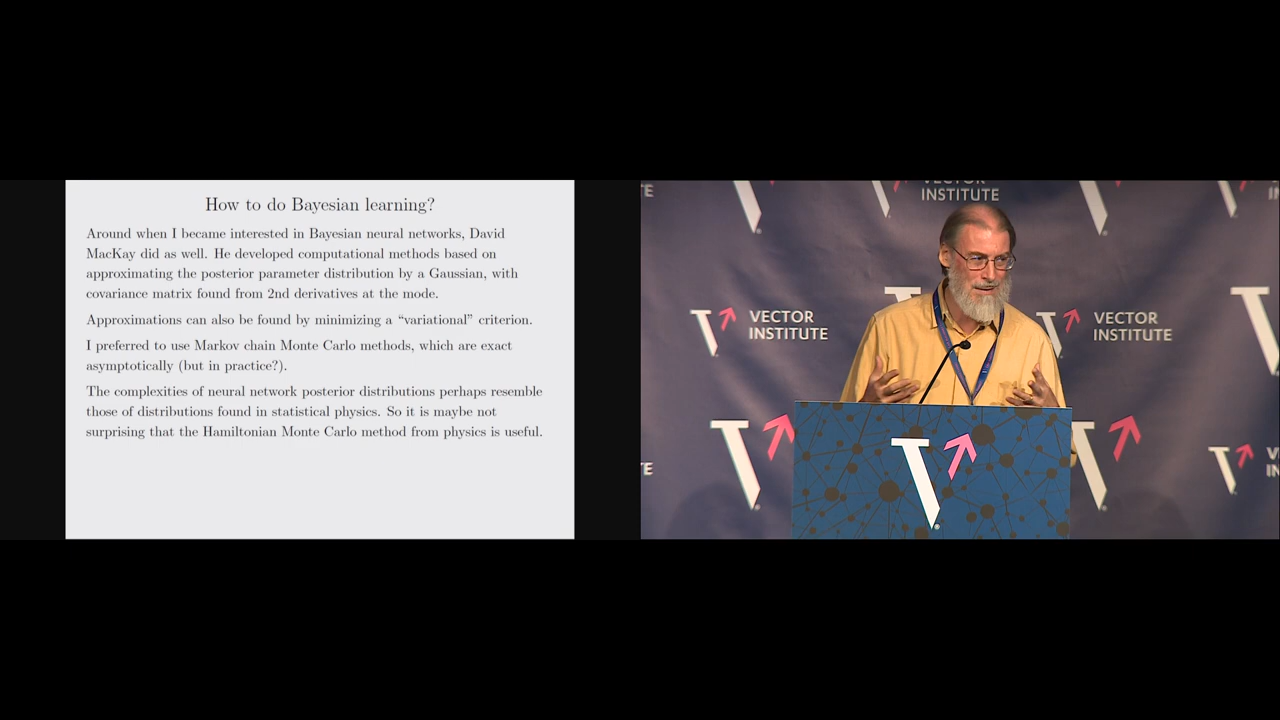 How to do Bayesian learning?
Around when I became interested in Bayesian neural networks, David
MacKay did as well. He developed computational methods based on
approximating the posterior parameter distribution by a Gaussian, with
covariance matrix found from 2nd derivatives at the mode.
Approximations can also be found by minimizing a “variational” criterion.
I preferred to use Markov chain Monte Carlo methods, which are exact
asymptotically (but in practice?).
The complexities of neural network posterior distributions perhaps resemble
those of distributions found in statistical physics. So it is maybe not
surprising that the Hamiltonian Monte Carlo method from physics is useful.
VECTOR
INSTITUTE
VECTOR
INSTITUTE
VECTOR
INSTITUTE